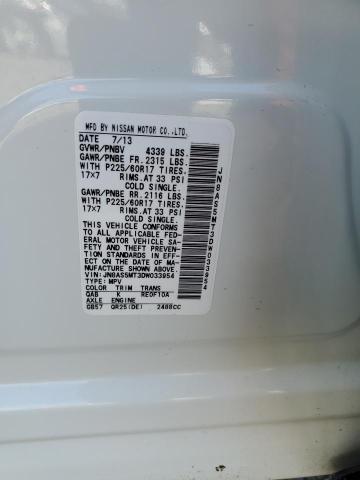 MFD BY NISSAN MOTOR CO.,LTD.
DATE 7/13
GVWR/PNBV 4339 LBS.
GAWR/PNBE FR. 2315 LBS.
WITH P225/60R17 TIRES
17X7 RIMS.AT 33 PSI
COLD SINGLE.
GAWR/PNBE RR. 2116 LBS.
WITH P225/60R17 TIRES.
17X7 RIMS.AT 33 PSI
COLD SINGLE.
THIS VEHICLE CONFORMS
TO ALL APPLICABLE FED-
ERAL MOTOR VEHICLE SA-
FETY AND THEFT PREVEN-
TION STANDARDS IN EFF-
ECT ON THE DATE OF MA-
NUFACTURE SHOWN ABOVE.
VIN: JN8AS5MT3DW033954
TYPE: MPV
COLOR TRIM TRANS
QAB K RE0F10A
AXLE ENGINE
GB57 QR25(DE) 2488CC
JN8AS5MT3DW033954